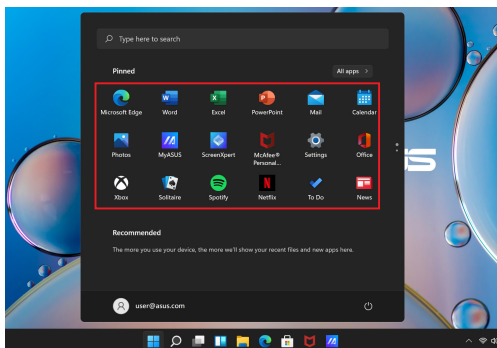 Type here to search
Pinned
All apps >
Microsoft Edge
Word
Excel
PowerPoint
Mail
Calendar
Photos
MyASUS
ScreenXpert
McAfee®
Personal...
Settings
Office
Xbox
Solitaire
Spotify
Netflix
To Do
News
Recommended
The more you use your device, the more we'll show your recent files and new apps here.
user@asus.com